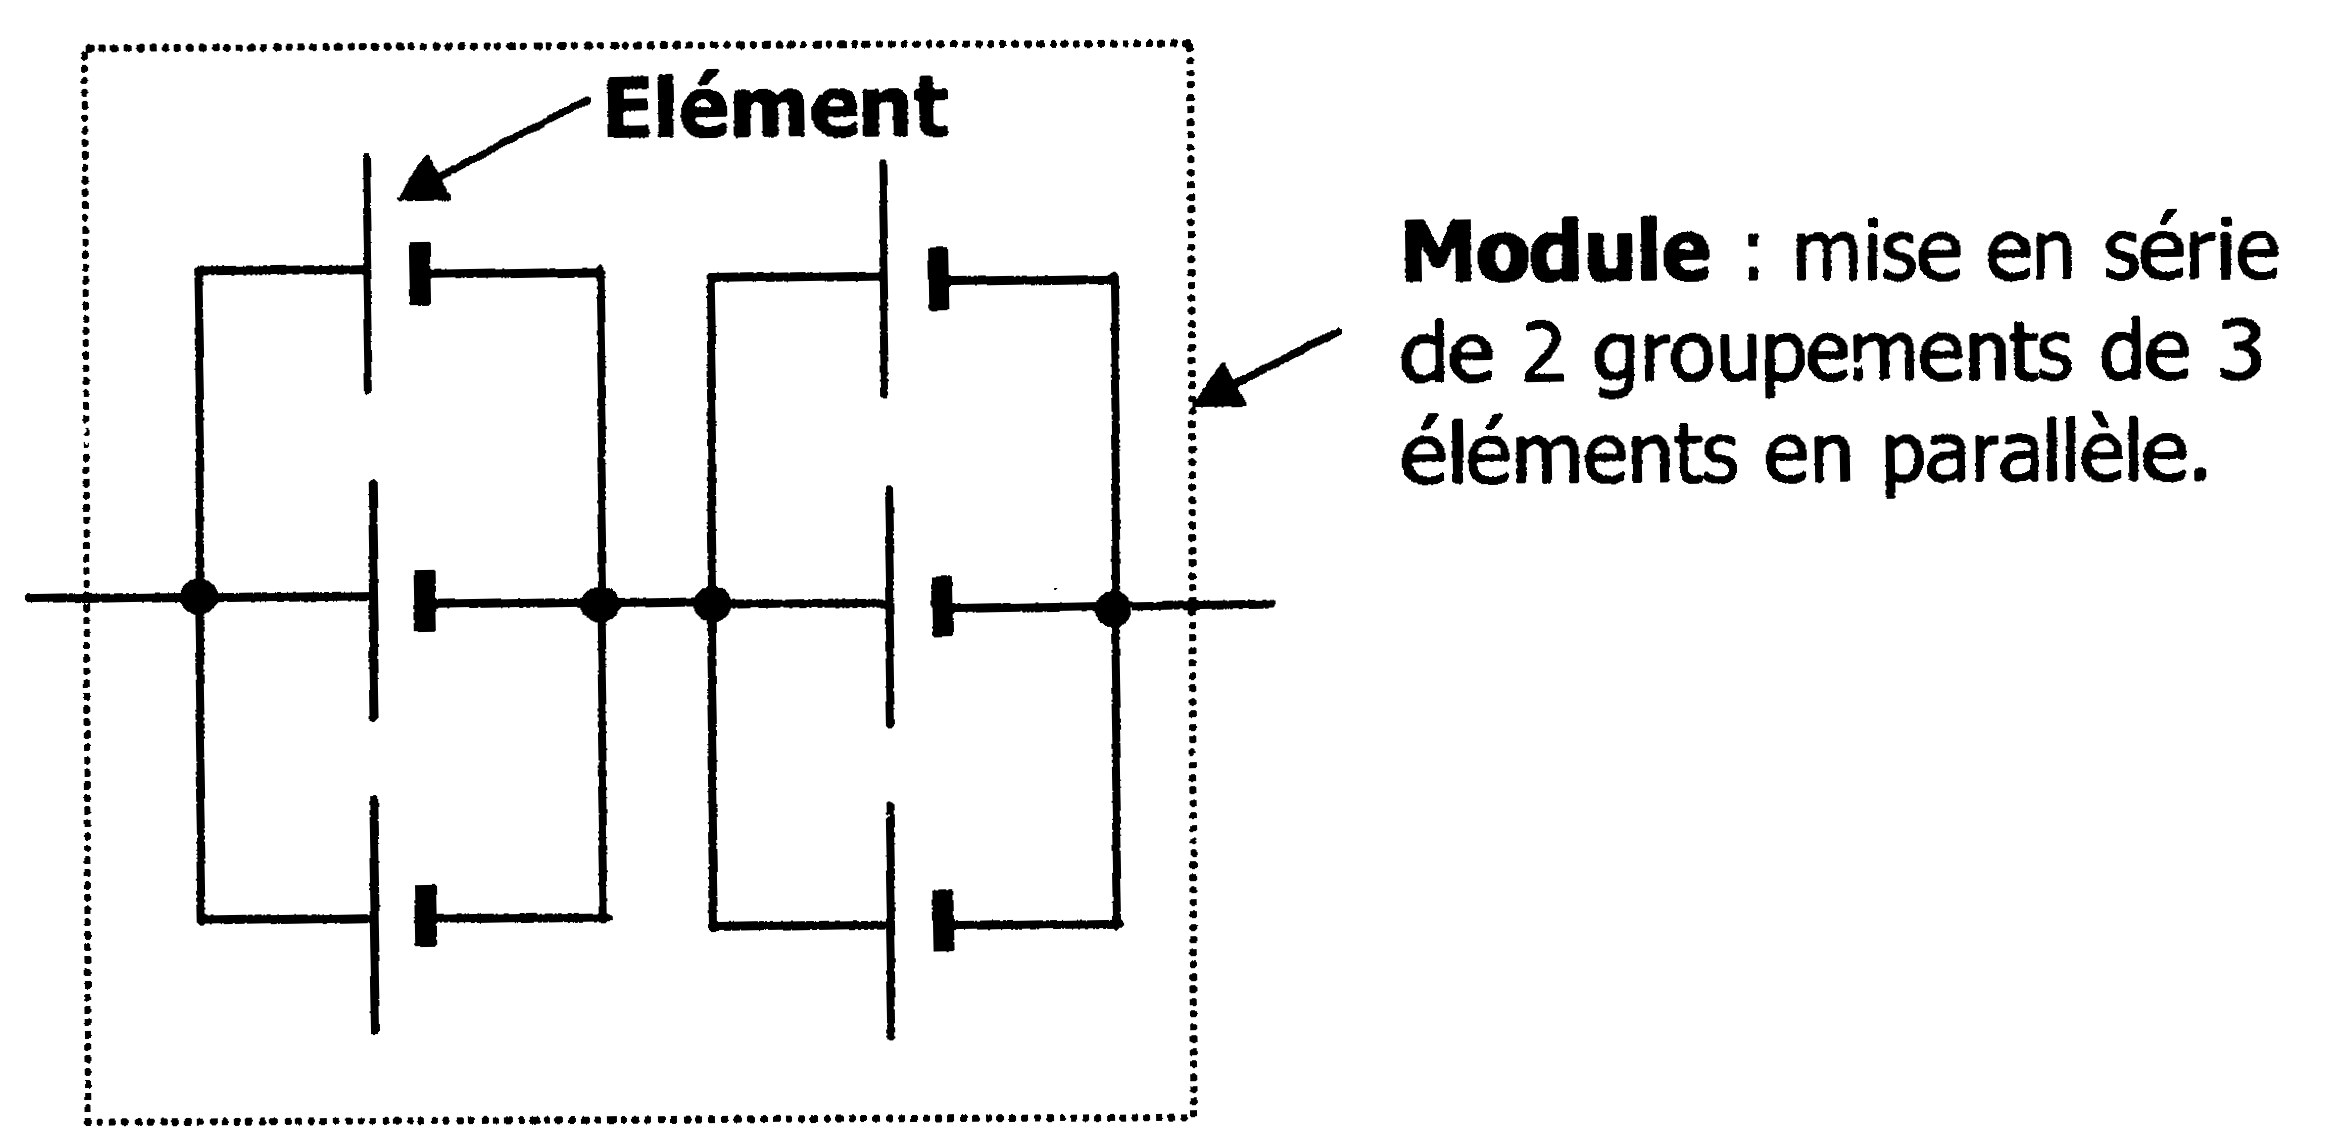 Elément
Module : mise en série
de 2 groupements de 3
éléments en parallèle.